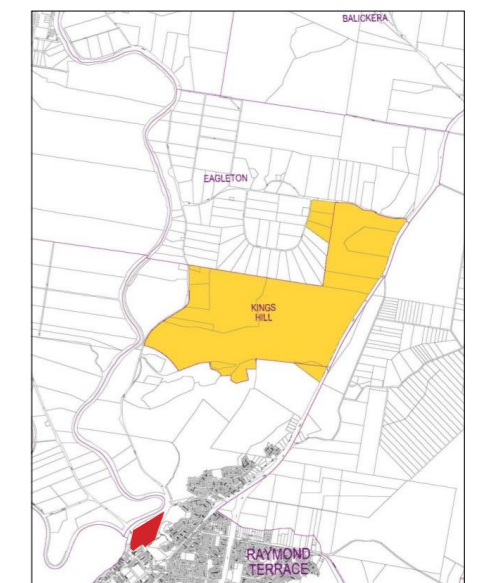 BALICKERA
EAGLETON
KINGS
HILL
RAYMOND
TERRACE